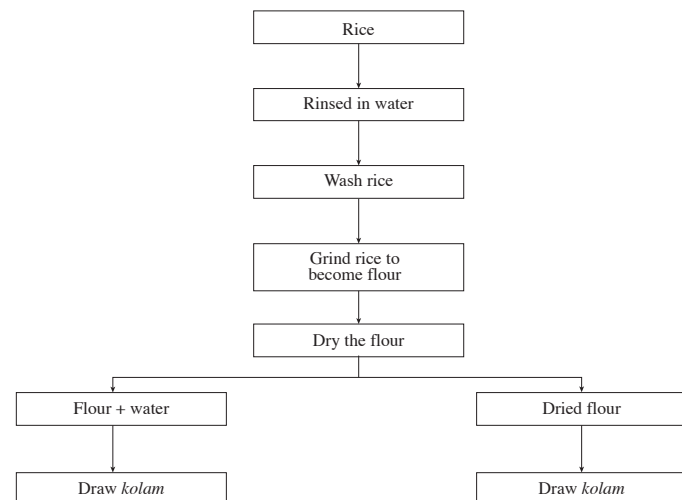 Rice
Rinsed in water
Wash rice
Grind rice to
become flour
Dry the flour
Flour + water
Dried flour
Draw kolam
Draw kolam